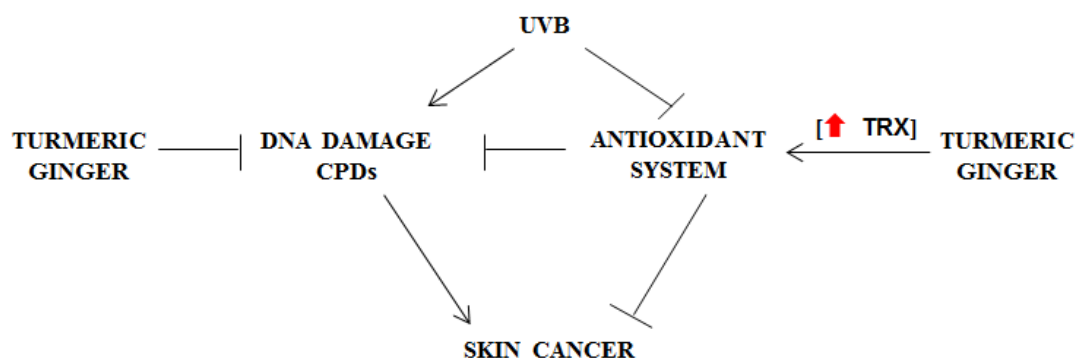 UVB
TURMERIC
GINGER
DNA DAMAGE
CPDs
ANTIOXIDANT
SYSTEM
[ TRX]
TURMERIC
GINGER
SKIN CANCER